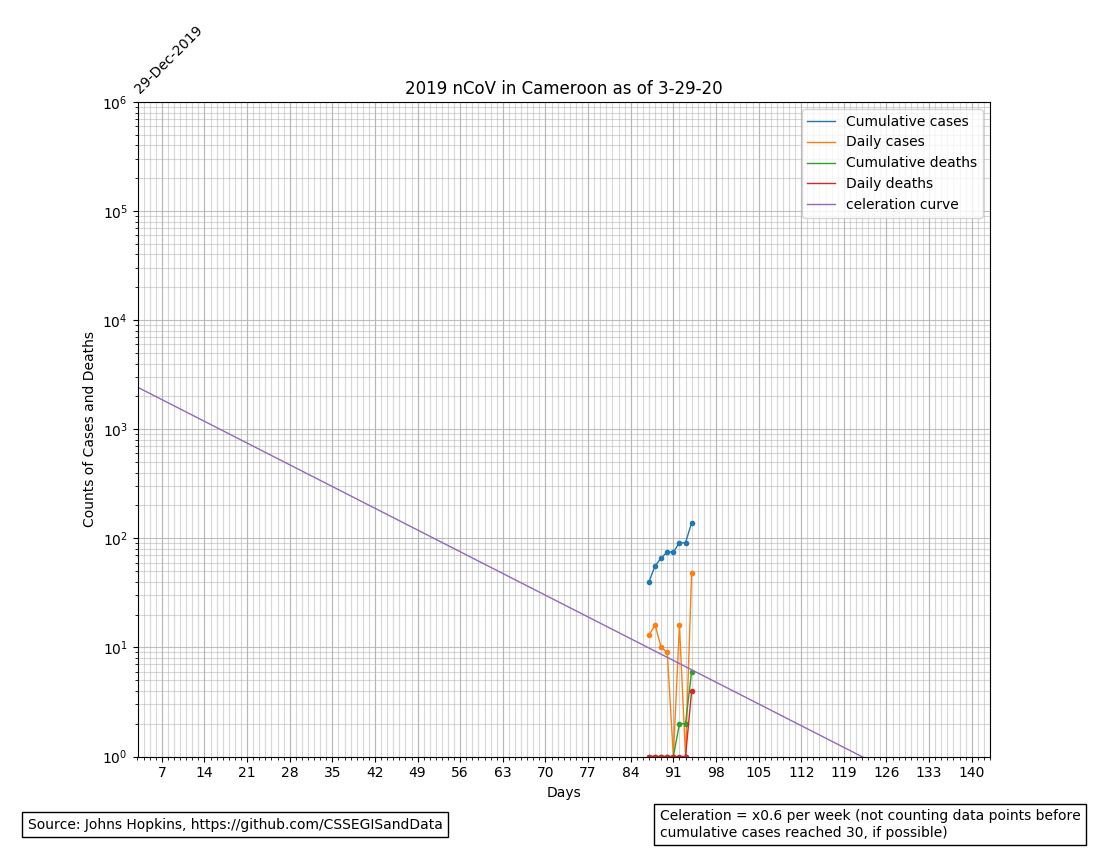 29-Dec-2019
2019 nCoV in Cameroon as of 3-29-20
Cumulative cases
Daily cases
Cumulative deaths
Daily deaths
celeration curve
Counts of Cases and Deaths
10^6
10^5
10^4
10^3
10^2
10^1
10^0
7 14 21 28 35 42 49 56 63 70 77 84 91 98 105 112 119 126 133 140
Days
Source: Johns Hopkins, https://github.com/CSSEGISandData
Celeration = x0.6 per week (not counting data points before
cumulative cases reached 30, if possible)